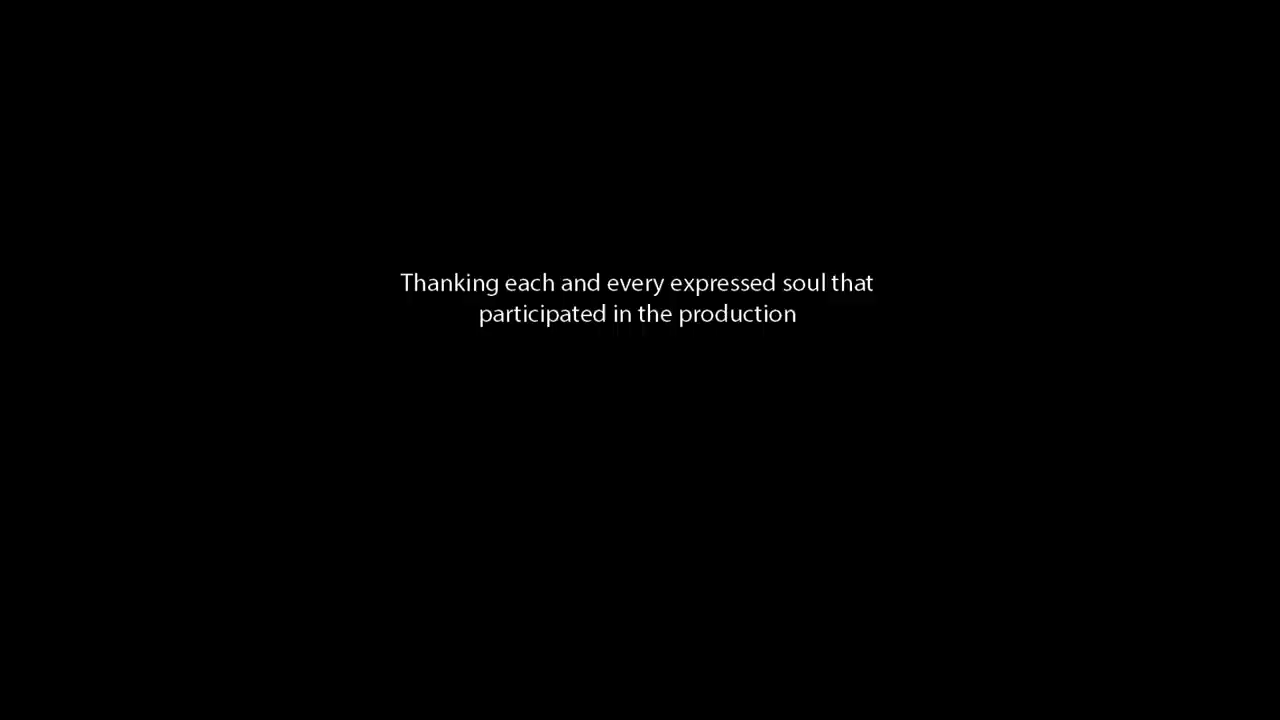 Thanking each and every expressed soul that
participated in the production